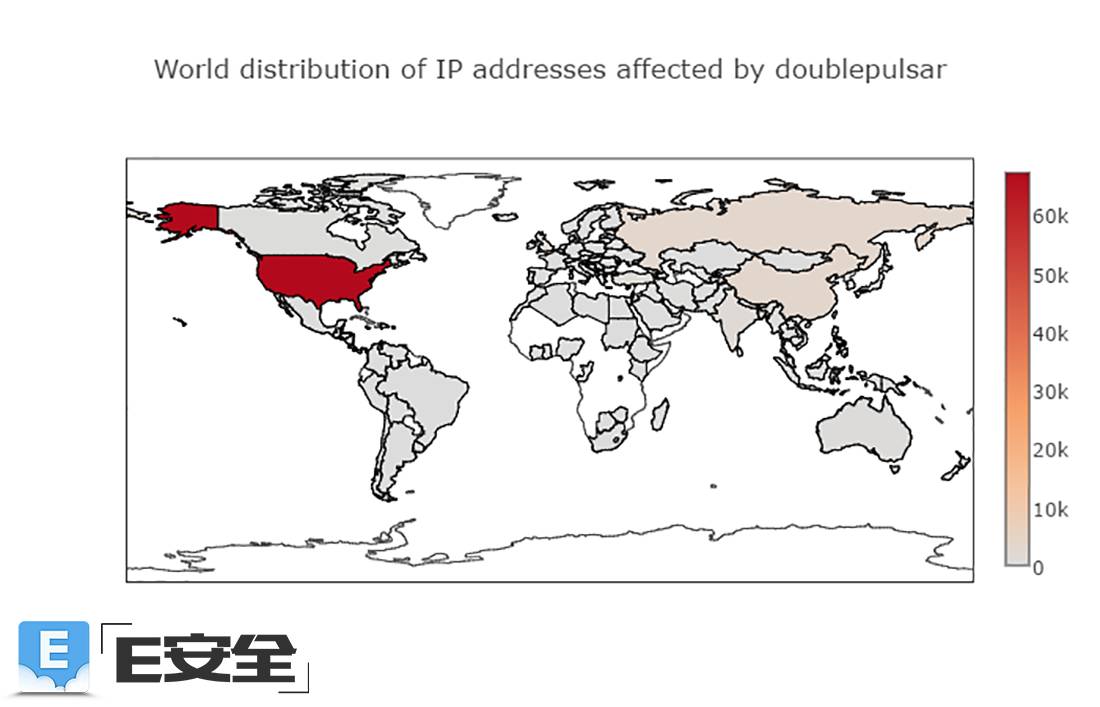 World distribution of IP addresses affected by doublepulsar
60k
50k
40k
30k
20k
10k
0
E
E安全